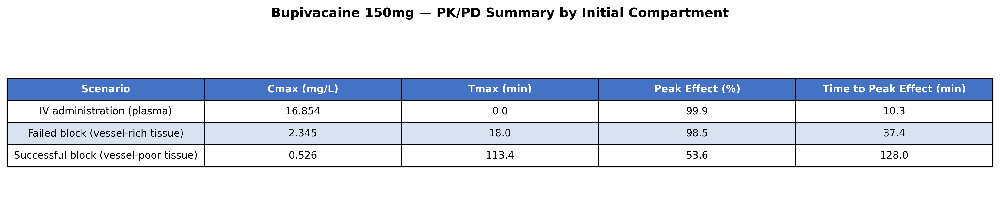 Bupivacaine 150mg — PK/PD Summary by Initial Compartment
Scenario Cmax (mg/L) Tmax (min) Peak Effect (%) Time to Peak Effect (min)
IV administration (plasma) 16.854 0.0 99.9 10.3
Failed block (vessel-rich tissue) 2.345 18.0 98.5 37.4
Successful block (vessel-poor tissue) 0.526 113.4 53.6 128.0